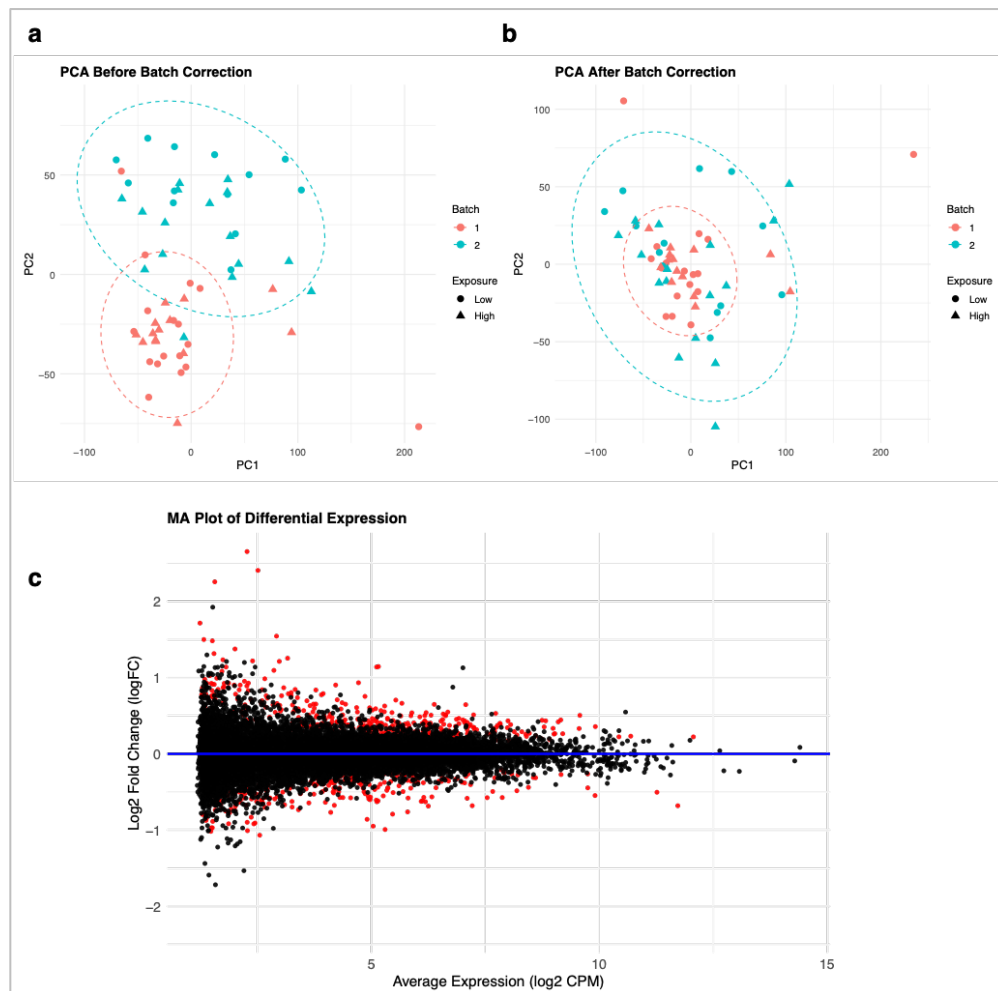 a
b
PCA Before Batch Correction
50
0
−50
−100
0
100
200
PC1
PC2
Batch
1
2
Exposure
Low
High
PCA After Batch Correction
100
50
0
−50
−100
−100
0
100
200
PC1
PC2
Batch
1
2
Exposure
Low
High
c
MA Plot of Differential Expression
2
1
0
−1
−2
5
10
15
Average Expression (log2 CPM)
Log2 Fold Change (logFC)